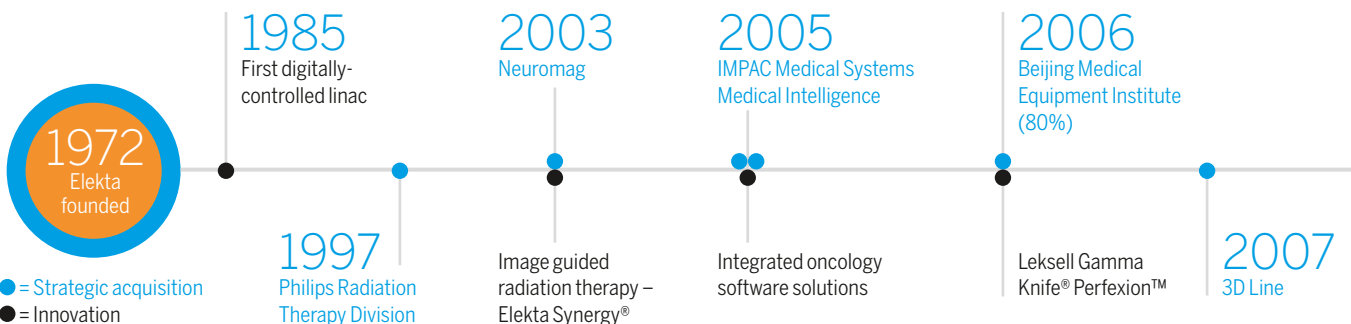 1972
Elekta
founded
= Strategic acquisition
= Innovation
1985
First digitally-
controlled linac
1997
Philips Radiation
Therapy Division
2003
Neuromag
Image guided
radiation therapy –
Elekta Synergy®
2005
IMPAC Medical Systems
Medical Intelligence
Integrated oncology
software solutions
2006
Beijing Medical
Equipment Institute
(80%)
Leksell Gamma
Knife® Perfexion™
2007
3D Line